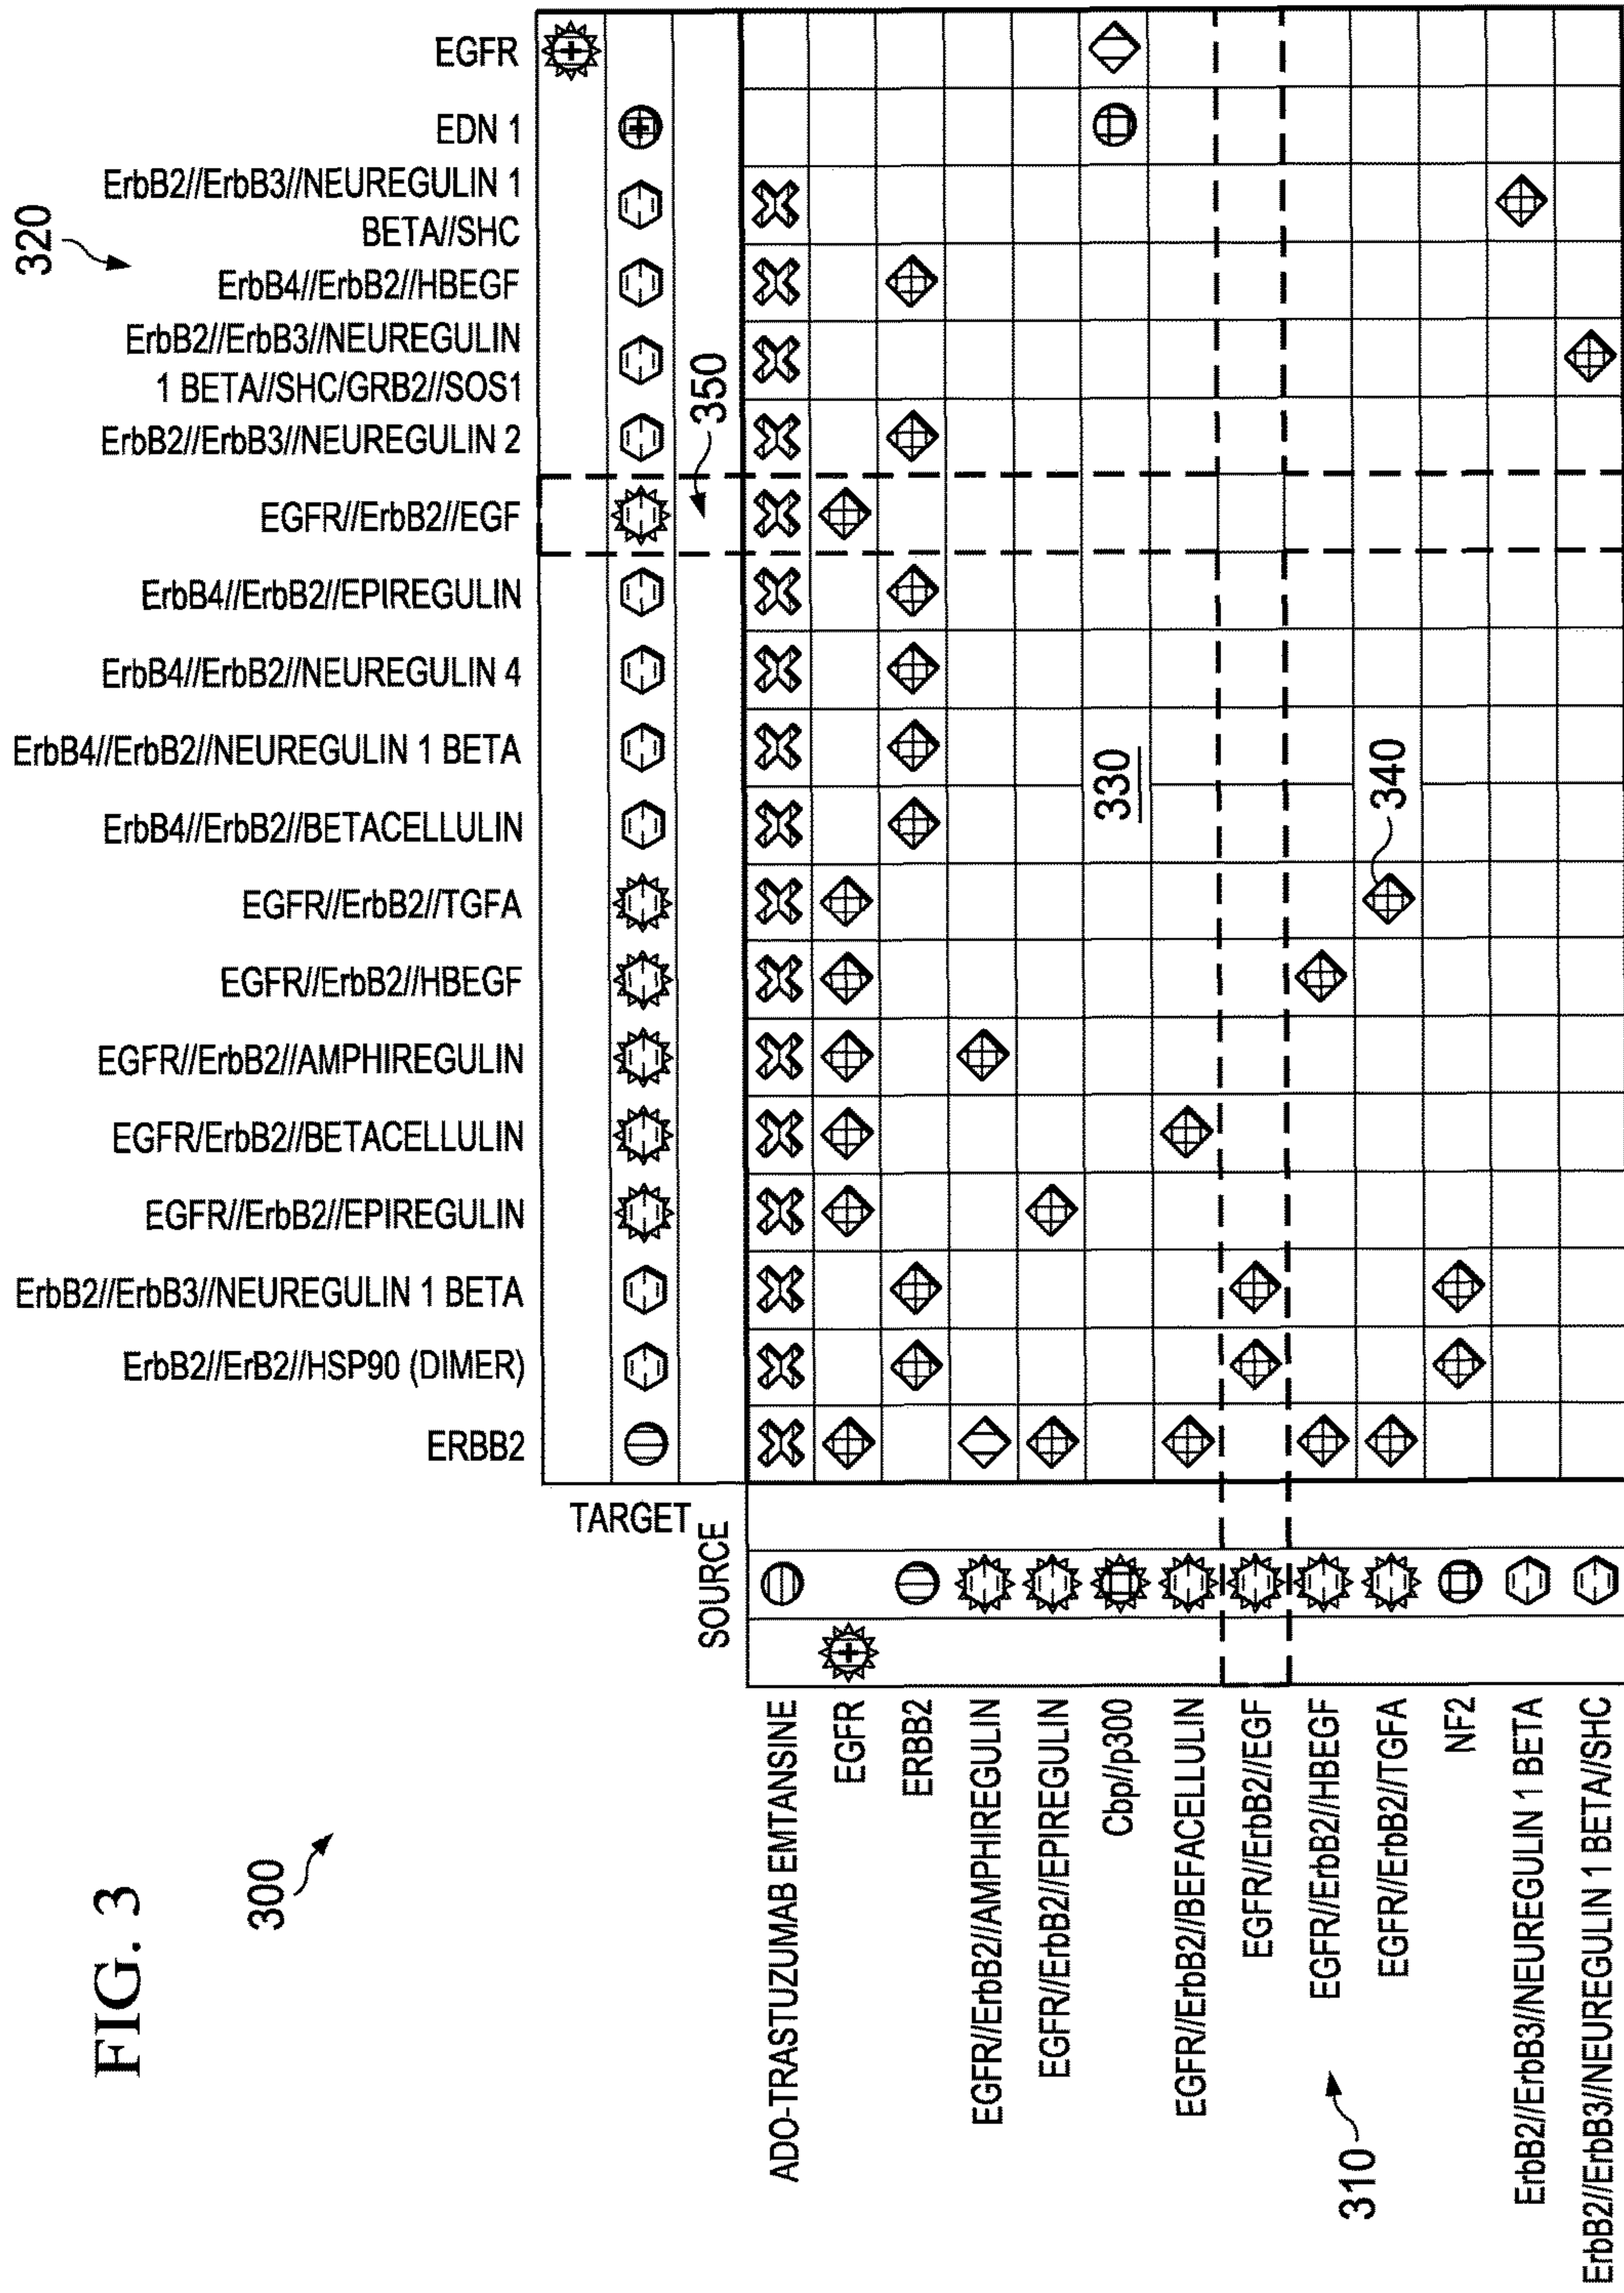 FIG. 3
300
320
EGFR
EDN 1
ErbB2//ErbB3//NEUREGULIN 1
BETA//SHC
ErbB4//ErbB2//HBEGF
ErbB2//ErbB3//NEUREGULIN
1 BETA//SHC/GRB2//SOS1
ErbB2//ErbB3//NEUREGULIN 2
EGFR//ErbB2//EGF
ErbB4//ErbB2//EPIREGULIN
ErbB4//ErbB2//NEUREGULIN 4
ErbB4//ErbB2//NEUREGULIN 1 BETA
ErbB4//ErbB2//BETACELLULIN
EGFR//ErbB2//TGFA
EGFR//ErbB2//HBEGF
EGFR//ErbB2//AMPHIREGULIN
EGFR/ErbB2//BETACELLULIN
EGFR//ErbB2//EPIREGULIN
ErbB2//ErbB3//NEUREGULIN 1 BETA
ErbB2//ErB2//HSP90 (DIMER)
ERBB2
350
330
340
TARGET
SOURCE
ADO-TRASTUZUMAB EMTANSINE
EGFR
ERBB2
EGFR//ErbB2//AMPHIREGULIN
EGFR//ErbB2//EPIREGULIN
Cbp//p300
EGFR//ErbB2//BEFACELLULIN
EGFR//ErbB2//EGF
EGFR//ErbB2//HBEGF
EGFR//ErbB2//TGFA
NF2
ErbB2//ErbB3//NEUREGULIN 1 BETA
ErbB2//ErbB3//NEUREGULIN 1 BETA//SHC
310